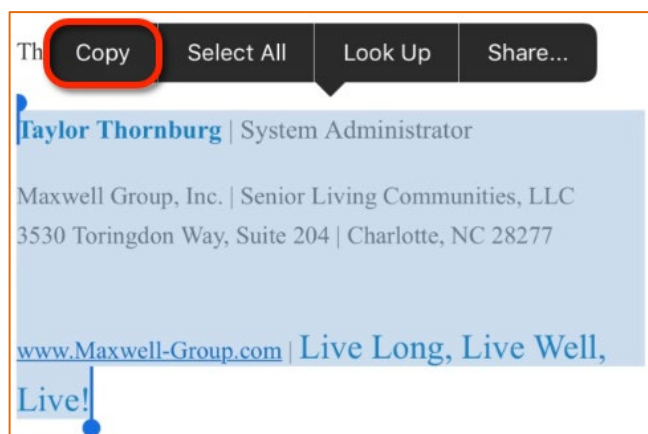 Th
Copy Select All Look Up Share...
Taylor Thornburg | System Administrator
Maxwell Group, Inc. | Senior Living Communities, LLC
3530 Toringdon Way, Suite 204 | Charlotte, NC 28277
www.Maxwell-Group.com | Live Long, Live Well,
Live!